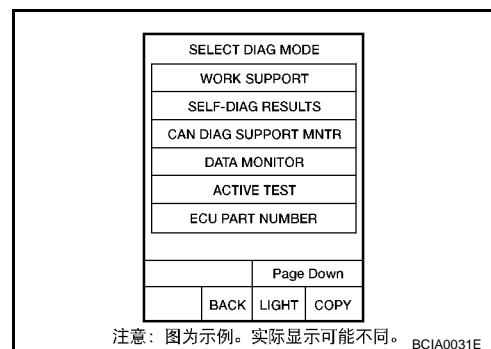 SELECT DIAG MODE
WORK SUPPORT
SELF-DIAG RESULTS
CAN DIAG SUPPORT MNTR
DATA MONITOR
ACTIVE TEST
ECU PART NUMBER
Page Down
BACK LIGHT COPY
注意：图为示例。实际显示可能不同。 BCIA0031E